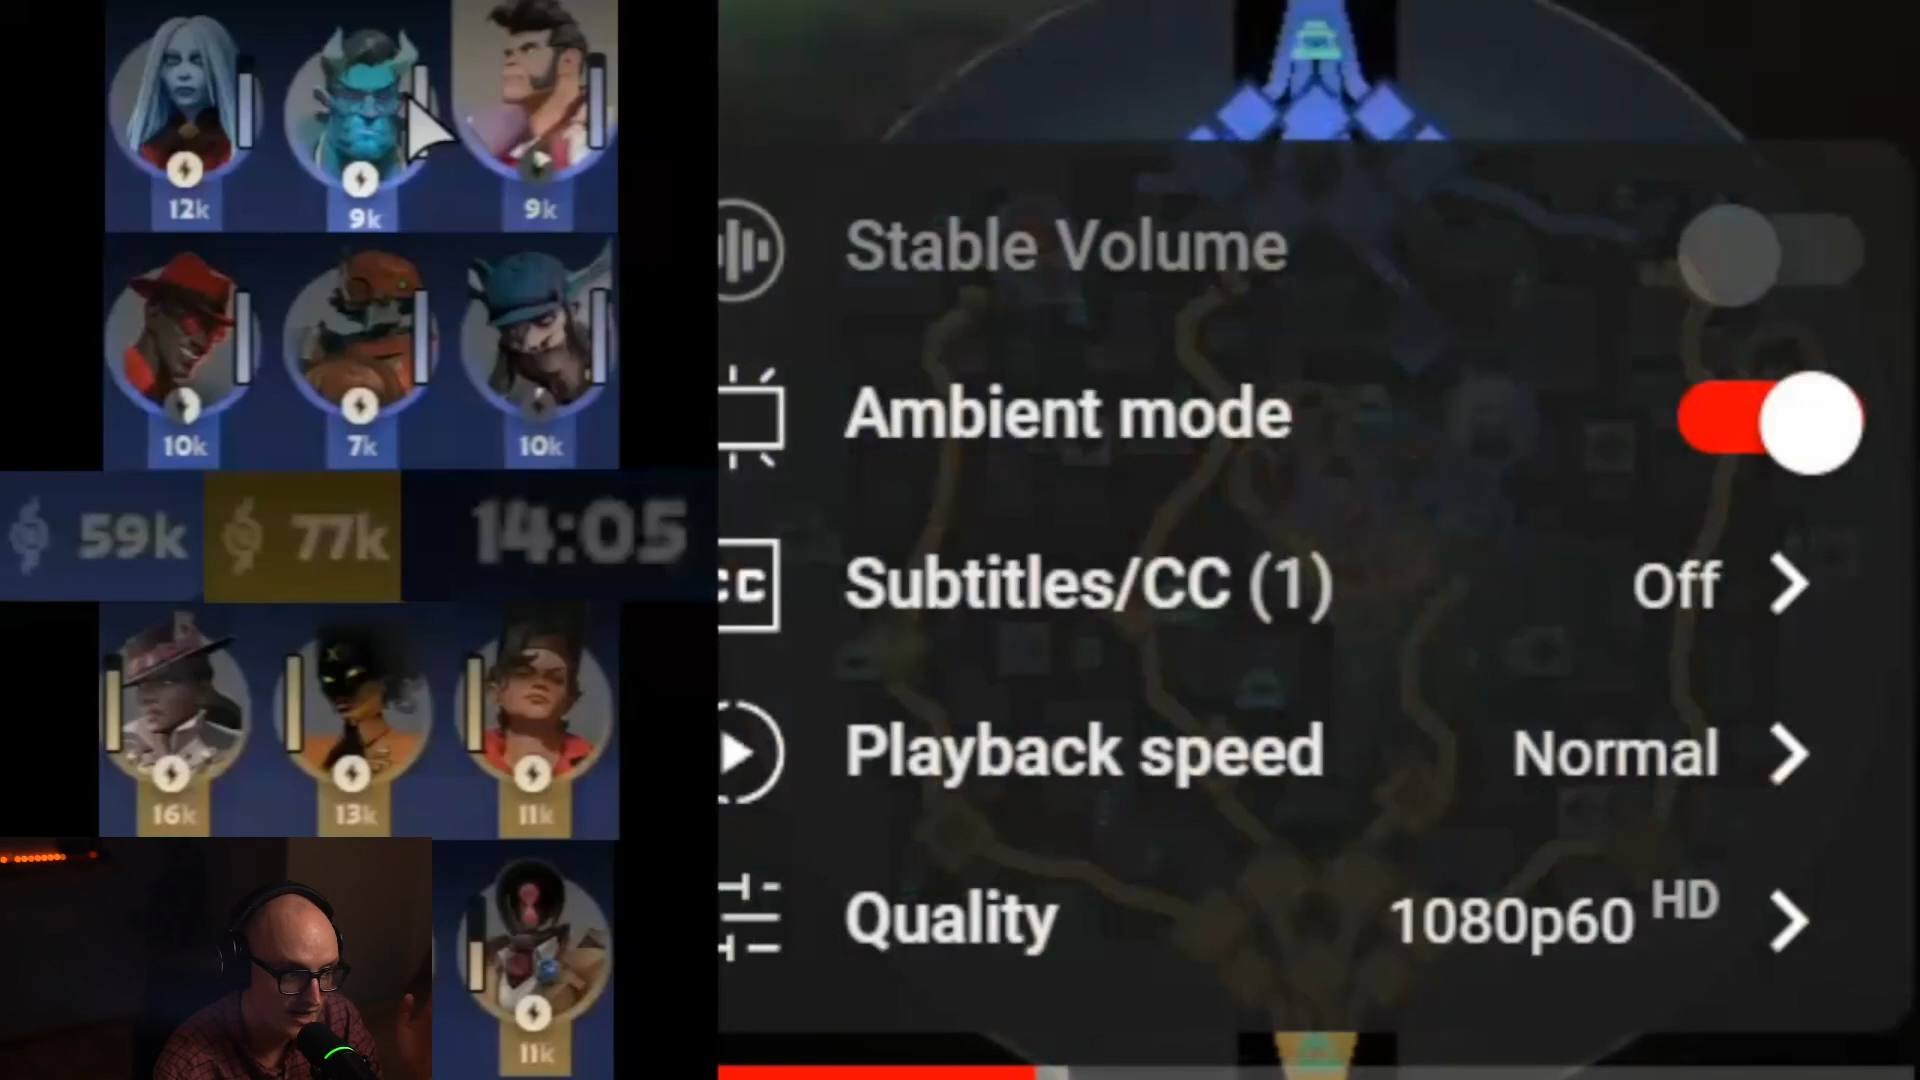 12k 9k 9k
10k 7k 10k
59k 77k 14:05
16k 13k 11k
11k
Stable Volume
Ambient mode
CC Subtitles/CC (1) Off
Playback speed Normal
Quality 1080p60 HD